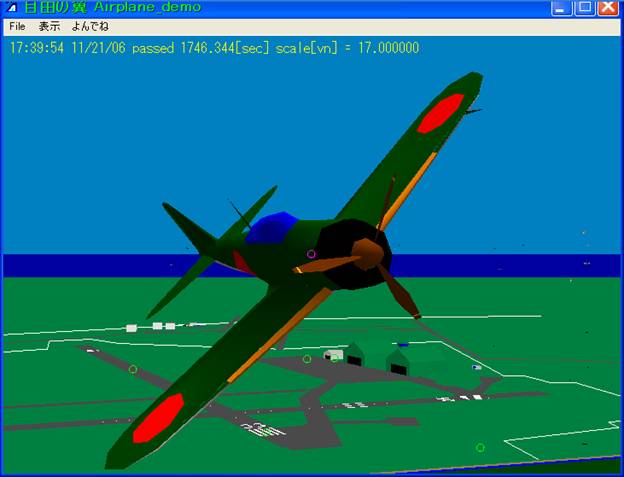 自由の翼 Airplane_demo
File 表示 よんでね
17:39:54 11/21/06 passed 1746.344[sec] scale[vn] = 17.000000